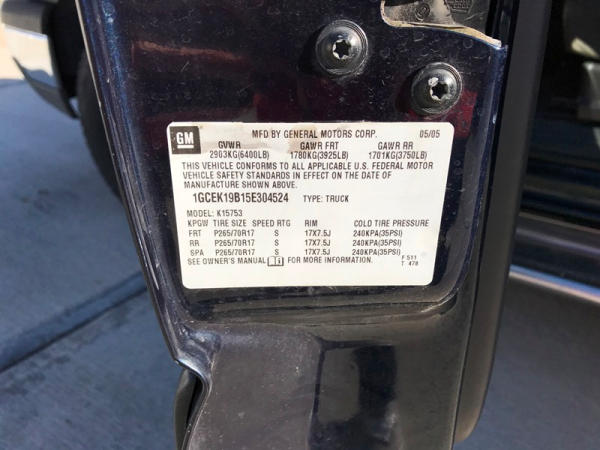 GM MFD BY GENERAL MOTORS CORP. 05/05
GVWR GAWR FRT GAWR RR
2903KG(6400LB) 1780KG(3925LB) 1701KG(3750LB)
THIS VEHICLE CONFORMS TO ALL APPLICABLE U.S. FEDERAL MOTOR
VEHICLE SAFETY STANDARDS IN EFFECT ON THE DATE OF
MANUFACTURE SHOWN ABOVE.
1GCEK19B15E304524 TYPE: TRUCK
MODEL: K15753
KPGW TIRE SIZE SPEED RTG RIM COLD TIRE PRESSURE
FRT P265/70R17 S 17X7.5J 240KPA(35PSI)
RR P265/70R17 S 17X7.5J 240KPA(35PSI)
SPA P265/70R17 S 17X7.5J 240KPA(35PSI)
SEE OWNER'S MANUAL i FOR MORE INFORMATION. F 511
T 478